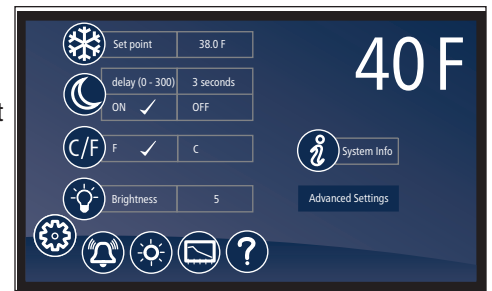 Set point 38.0 F
40 F
delay (0 - 300) 3 seconds
ON ✓ OFF
C/F F ✓ C
i System Info
Brightness 5
Advanced Settings
?
t